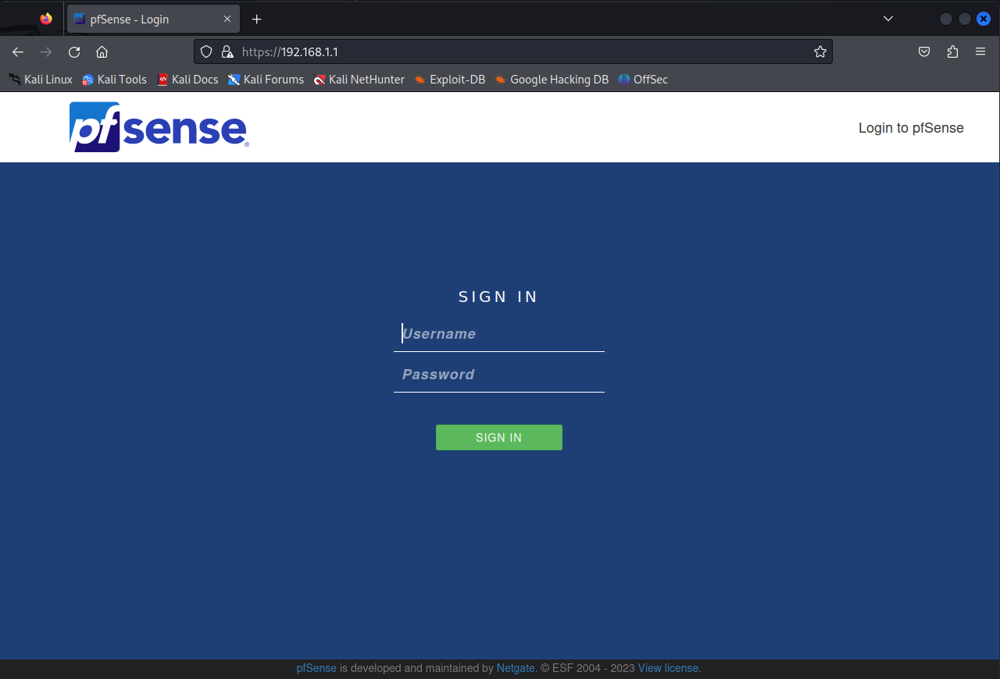 pfSense - Login
https://192.168.1.1
Kali Linux Kali Tools Kali Docs Kali Forums Kali NetHunter Exploit-DB Google Hacking DB OffSec
pfsense®
Login to pfSense
SIGN IN
Username
Password
SIGN IN
pfSense is developed and maintained by Netgate. © ESF 2004 - 2023 View license.